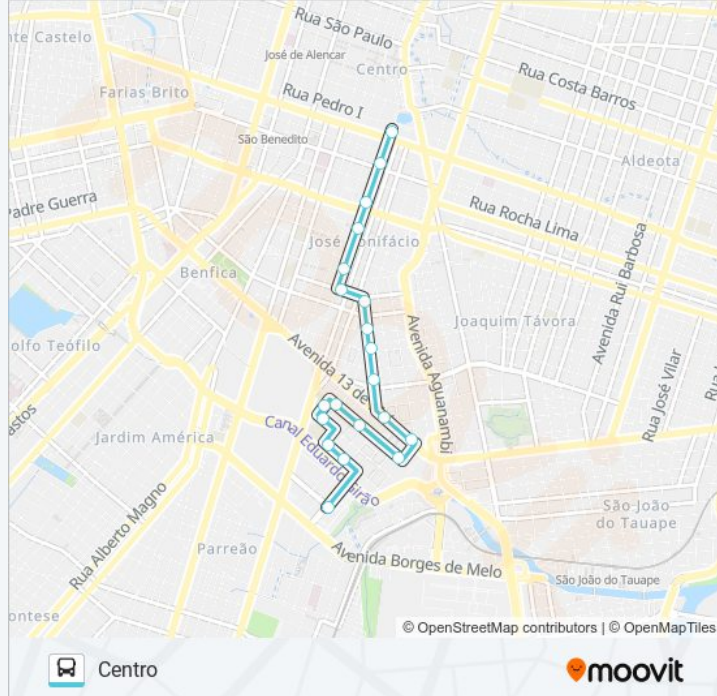 nte Castelo
Rua São Paulo
José de Alencar
Centro
Rua Costa Barros
Farias Brito
Rua Pedro I
São Benedito
Aldeota
Padre Guerra
Rua Rocha Lima
José Bonifácio
Benfica
Avenida Rui Barbosa
Joaquim Távora
Avenida Aguanambi
olfo Teófilo
Avenida 13 de
Rua José Vilar
astos
Jardim América
Canal Eduardo Girão
Rua Alberto Magno
São João
do Tauape
Parreão
Avenida Borges de Melo
São João do Tauape
ontese
© OpenStreetMap contributors | © OpenMapTiles
Centro
moovit